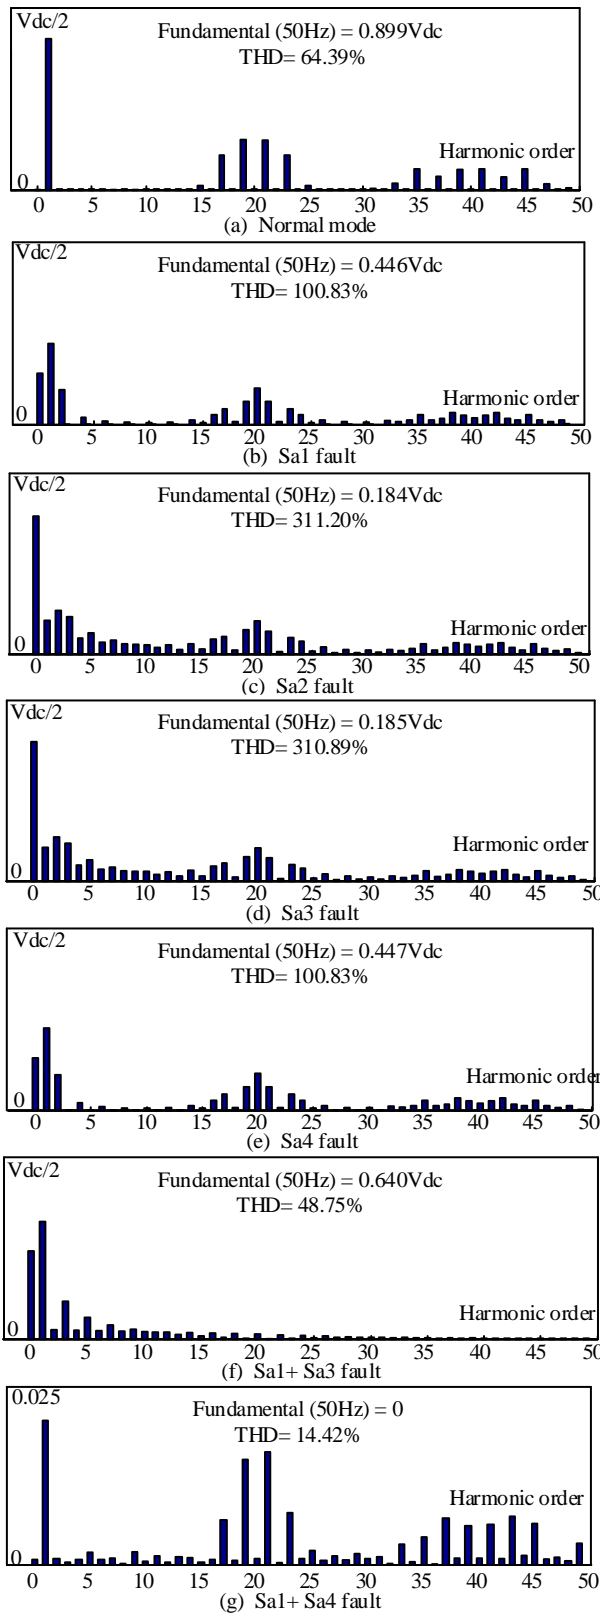 Vdc/2
Fundamental (50Hz) = 0.899Vdc
THD= 64.39%
Harmonic order
0
0 5 10 15 20 25 30 35 40 45 50
(a) Normal mode
Vdc/2
Fundamental (50Hz) = 0.446Vdc
THD= 100.83%
Harmonic order
0
0 5 10 15 20 25 30 35 40 45 50
(b) Sa1 fault
Vdc/2
Fundamental (50Hz) = 0.184Vdc
THD= 311.20%
Harmonic order
0
0 5 10 15 20 25 30 35 40 45 50
(c) Sa2 fault
Vdc/2
Fundamental (50Hz) = 0.185Vdc
THD= 310.89%
Harmonic order
0
0 5 10 15 20 25 30 35 40 45 50
(d) Sa3 fault
Vdc/2
Fundamental (50Hz) = 0.447Vdc
THD= 100.83%
Harmonic order
0
0 5 10 15 20 25 30 35 40 45 50
(e) Sa4 fault
Vdc/2
Fundamental (50Hz) = 0.640Vdc
THD= 48.75%
Harmonic order
0
0 5 10 15 20 25 30 35 40 45 50
(f) Sa1+ Sa3 fault
0.025
Fundamental (50Hz) = 0
THD= 14.42%
Harmonic order
0
0 5 10 15 20 25 30 35 40 45 50
(g) Sa1+ Sa4 fault